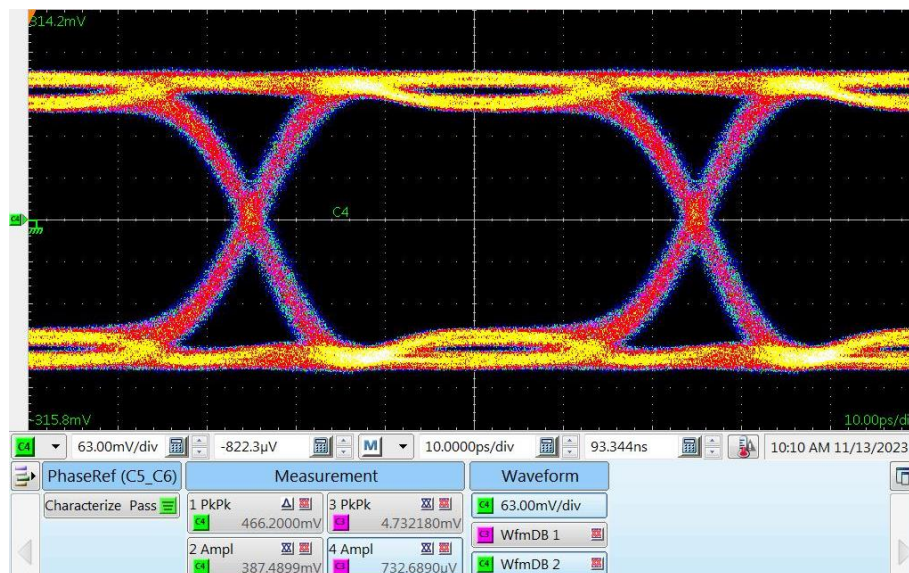 314.2mV
C4
C4
-315.8mV
10.00ps/div
C4 63.00mV/div -822.3µV M 10.0000ps/div 93.344ns 10:10 AM 11/13/2023
PhaseRef (C5_C6) Measurement Waveform
Characterize Pass
1 PkPk
C4 466.2000mV
3 PkPk
C3 4.732180mV
C4 63.00mV/div
C3 WfmDB 1
2 Ampl
C4 387.4899mV
4 Ampl
C3 732.6890µV
C4 WfmDB 2